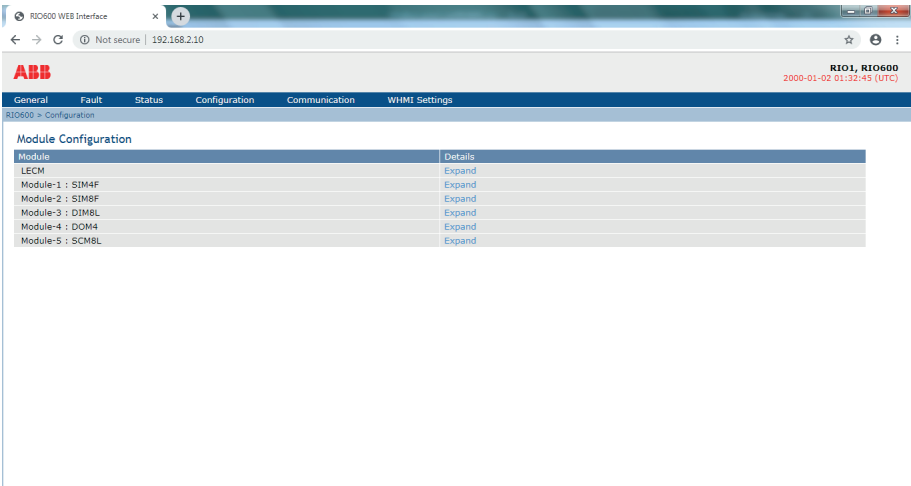 RIO600 WEB Interface
Not secure | 192.168.2.10
ABB
RIO1, RIO600
2000-01-02 01:32:45 (UTC)
General Fault Status Configuration Communication WHMI Settings
RIO600 > Configuration
Module Configuration
Module Details
LECM Expand
Module-1 : SIM4F Expand
Module-2 : SIM8F Expand
Module-3 : DIM8L Expand
Module-4 : DOM4 Expand
Module-5 : SCM8L Expand